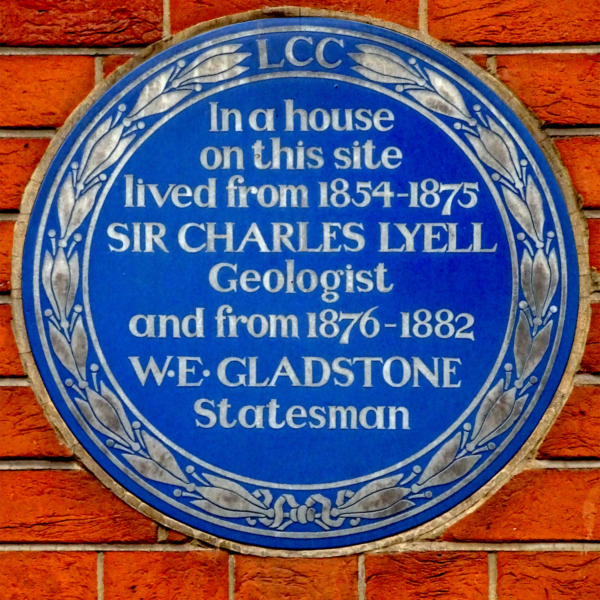 LCC
In a house
on this site
lived from 1854-1875
SIR CHARLES LYELL
Geologist
and from 1876-1882
W·E·GLADSTONE
Statesman